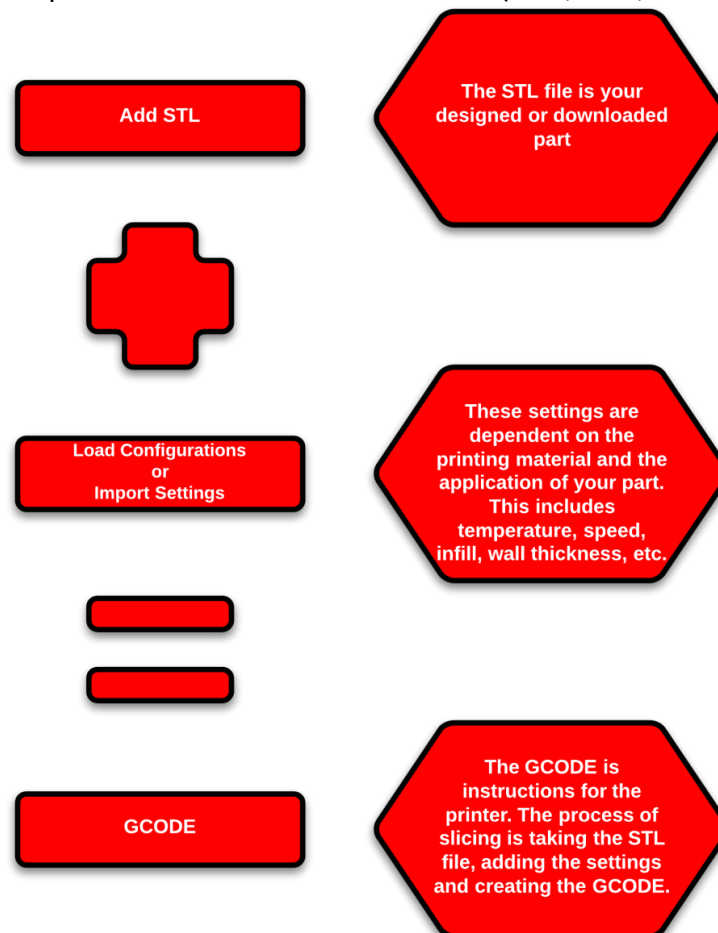 Add STL
The STL file is your
designed or downloaded
part
Load Configurations
or
Import Settings
These settings are
dependent on the
printing material and the
application of your part.
This includes
temperature, speed,
infill, wall thickness, etc.
GCODE
The GCODE is
instructions for the
printer. The process of
slicing is taking the STL
file, adding the settings
and creating the GCODE.